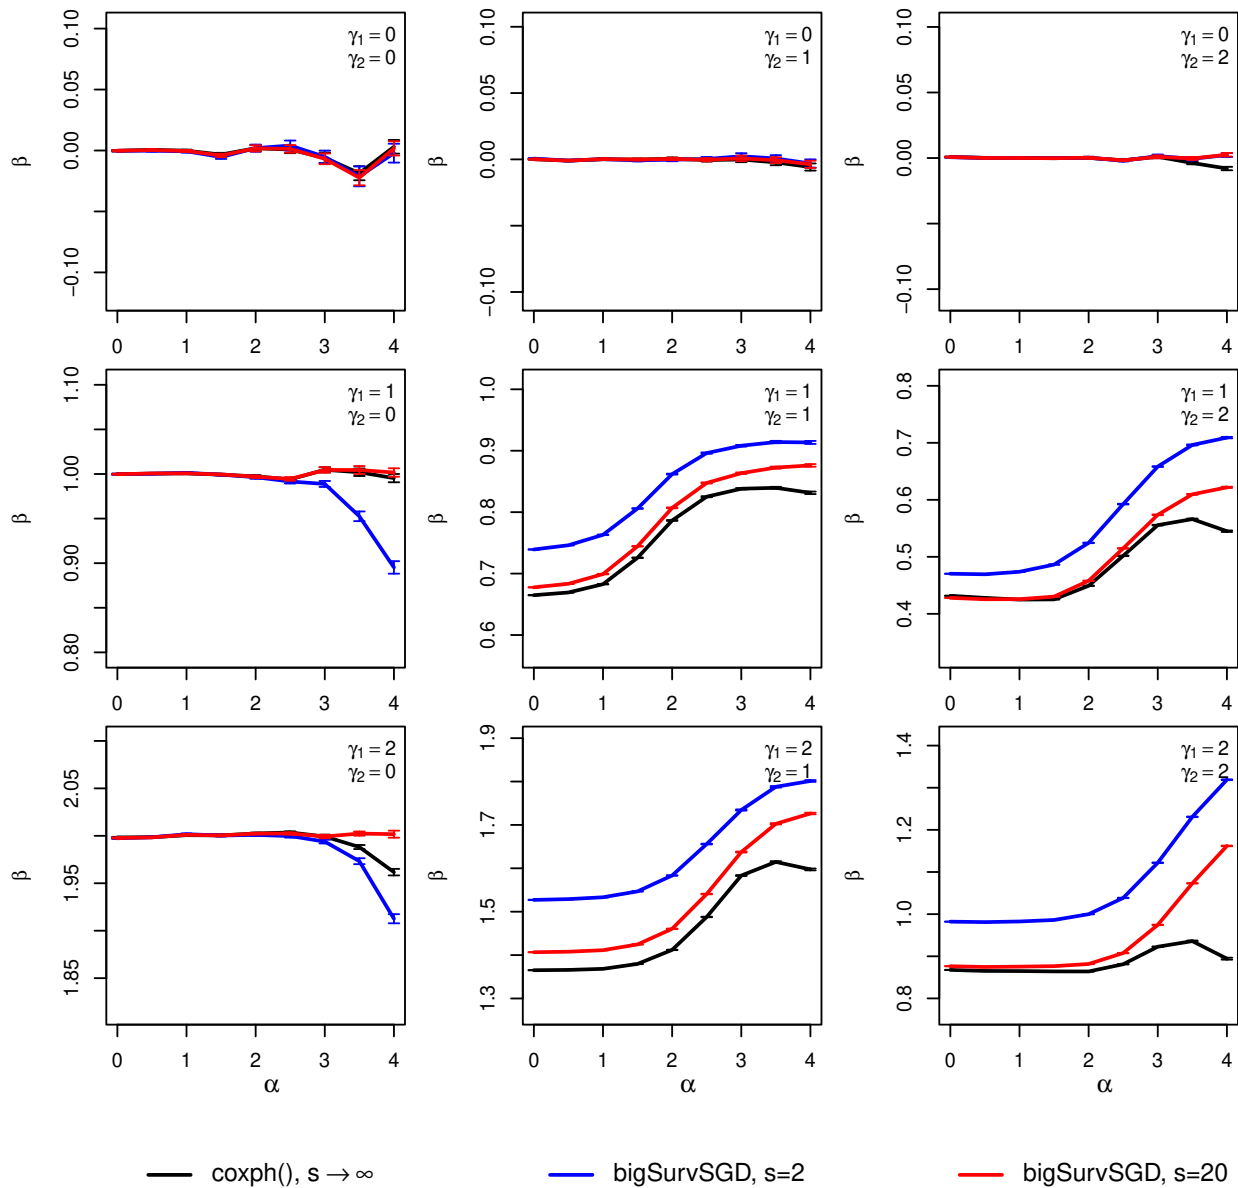 0.10
0.05
0.00
−0.10
β
γ₁ = 0
γ₂ = 0
0 1 2 3 4
0.10
0.05
0.00
−0.10
β
γ₁ = 0
γ₂ = 1
0 1 2 3 4
0.10
0.05
0.00
−0.10
β
γ₁ = 0
γ₂ = 2
0 1 2 3 4
1.10
1.00
0.90
0.80
β
γ₁ = 1
γ₂ = 0
0 1 2 3 4
1.0
0.9
0.8
0.7
0.6
β
γ₁ = 1
γ₂ = 1
0 1 2 3 4
0.8
0.7
0.6
0.5
0.4
β
γ₁ = 1
γ₂ = 2
0 1 2 3 4
2.05
1.95
1.85
β
γ₁ = 2
γ₂ = 0
0 1 2 3 4
α
1.9
1.7
1.5
1.3
β
γ₁ = 2
γ₂ = 1
0 1 2 3 4
α
1.4
1.2
1.0
0.8
β
γ₁ = 2
γ₂ = 2
0 1 2 3 4
α
coxph(), s → ∞
bigSurvSGD, s=2
bigSurvSGD, s=20